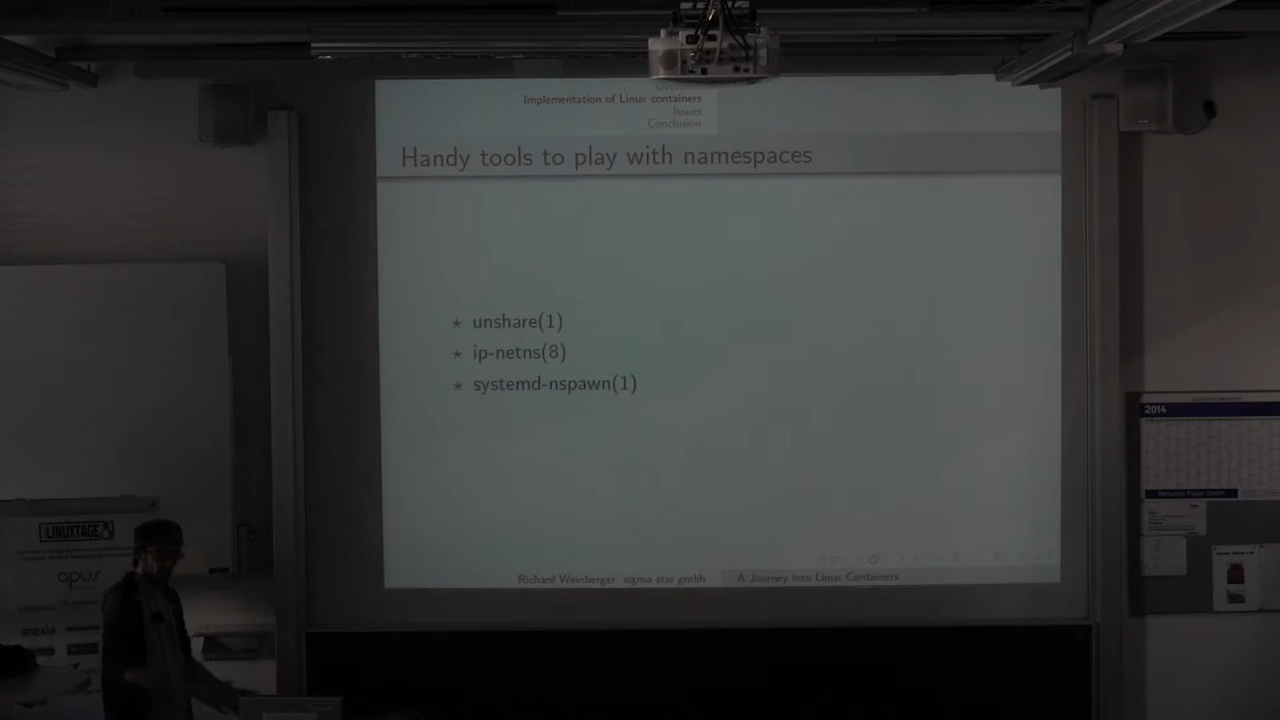 Implementation of Linux containers
Issues
Conclusion
Handy tools to play with namespaces
* unshare(1)
* ip-netns(8)
* systemd-nspawn(1)
Richard Weinberger sigma star gmbh
A Journey into Linux Containers
2014
LINUXTAGE
apus
anexia